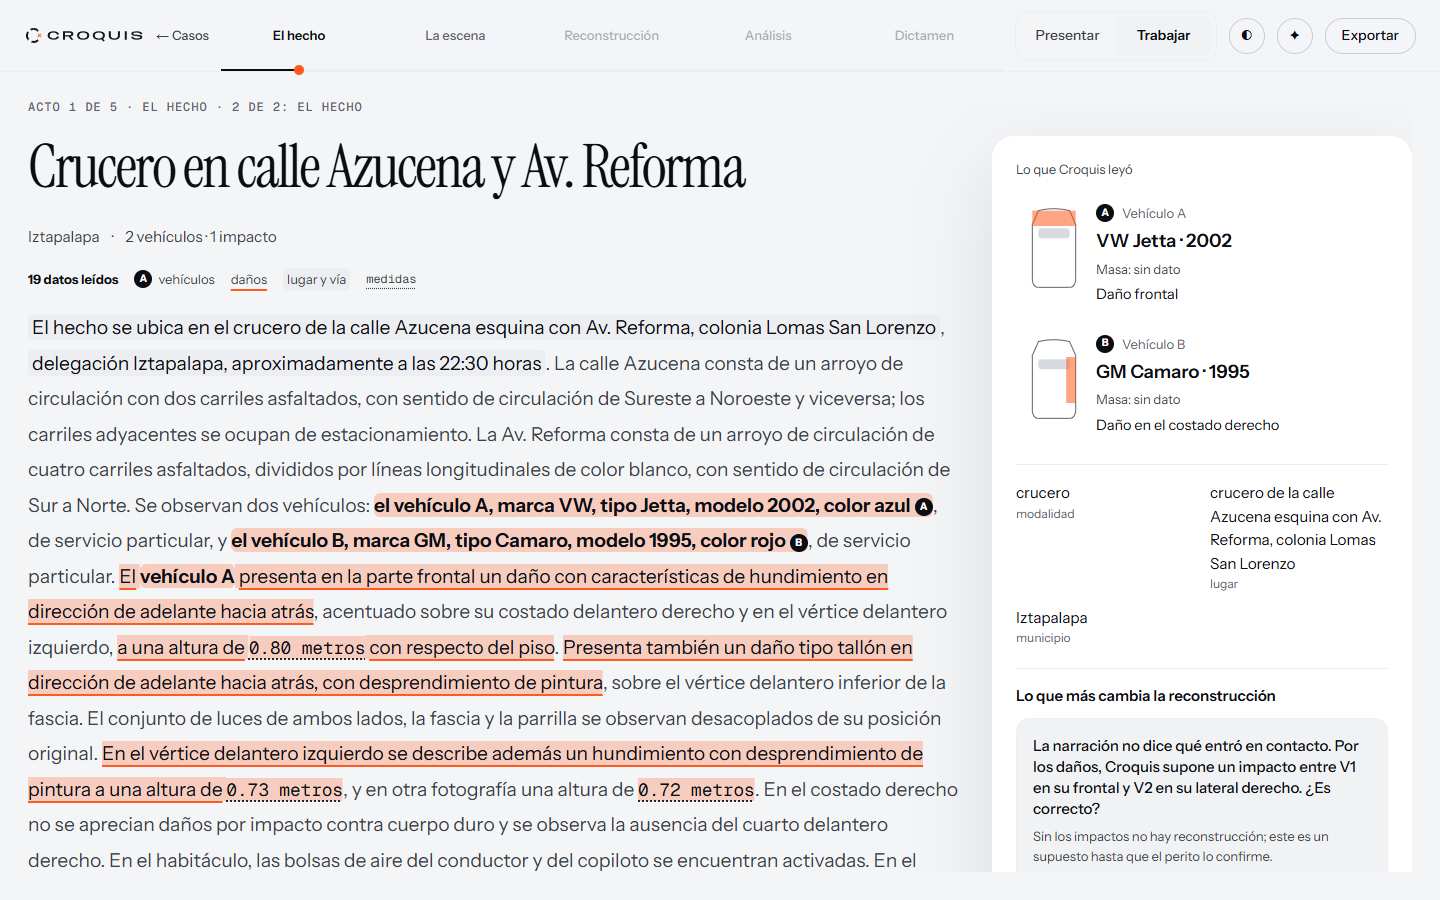 CROQUIS
← Casos
El hecho
La escena
Reconstrucción
Análisis
Dictamen
Presentar
Trabajar
Exportar
ACTO 1 DE 5 · EL HECHO · 2 DE 2: EL HECHO
Crucero en calle Azucena y Av. Reforma
Iztapalapa · 2 vehículos · 1 impacto
19 datos leídos A vehículos daños lugar y vía medidas
El hecho se ubica en el crucero de la calle Azucena esquina con Av. Reforma, colonia Lomas San Lorenzo ,
delegación Iztapalapa, aproximadamente a las 22:30 horas . La calle Azucena consta de un arroyo de
circulación con dos carriles asfaltados, con sentido de circulación de Sureste a Noroeste y viceversa; los
carriles adyacentes se ocupan de estacionamiento. La Av. Reforma consta de un arroyo de circulación de
cuatro carriles asfaltados, divididos por líneas longitudinales de color blanco, con sentido de circulación de
Sur a Norte. Se observan dos vehículos: el vehículo A, marca VW, tipo Jetta, modelo 2002, color azul A,
de servicio particular, y el vehículo B, marca GM, tipo Camaro, modelo 1995, color rojo B, de servicio
particular. El vehículo A presenta en la parte frontal un daño con características de hundimiento en
dirección de adelante hacia atrás, acentuado sobre su costado delantero derecho y en el vértice delantero
izquierdo, a una altura de 0.80 metros con respecto del piso. Presenta también un daño tipo tallón en
dirección de adelante hacia atrás, con desprendimiento de pintura, sobre el vértice delantero inferior de la
fascia. El conjunto de luces de ambos lados, la fascia y la parrilla se observan desacoplados de su posición
original. En el vértice delantero izquierdo se describe además un hundimiento con desprendimiento de
pintura a una altura de 0.73 metros, y en otra fotografía una altura de 0.72 metros. En el costado derecho
no se aprecian daños por impacto contra cuerpo duro y se observa la ausencia del cuarto delantero
derecho. En el habitáculo, las bolsas de aire del conductor y del copiloto se encuentran activadas. En el
Lo que Croquis leyó
A Vehículo A
VW Jetta · 2002
Masa: sin dato
Daño frontal
B Vehículo B
GM Camaro · 1995
Masa: sin dato
Daño en el costado derecho
crucero
modalidad
crucero de la calle
Azucena esquina con Av.
Reforma, colonia Lomas
San Lorenzo
lugar
Iztapalapa
municipio
Lo que más cambia la reconstrucción
La narración no dice qué entró en contacto. Por
los daños, Croquis supone un impacto entre V1
en su frontal y V2 en su lateral derecho. ¿Es
correcto?
Sin los impactos no hay reconstrucción; este es un
supuesto hasta que el perito lo confirme.